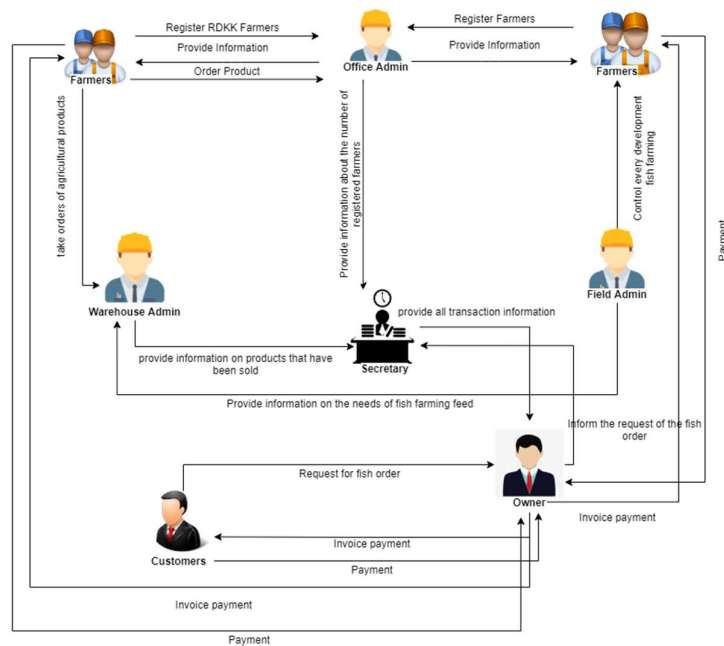 Register RDKK Farmers
Register Farmers
Provide Information
Provide Information
Farmers
Office Admin
Farmers
Order Product
take orders of agricultural products
Provide information about the number of
registered farmers
Control every development
fish farming
Payment
Warehouse Admin
Field Admin
provide all transaction information
provide information on products that have
been sold
Secretary
Provide information on the needs of fish farming feed
Inform the request of the fish
order
Request for fish order
Owner
Invoice payment
Customers
Invoice payment
Payment
Invoice payment
Payment